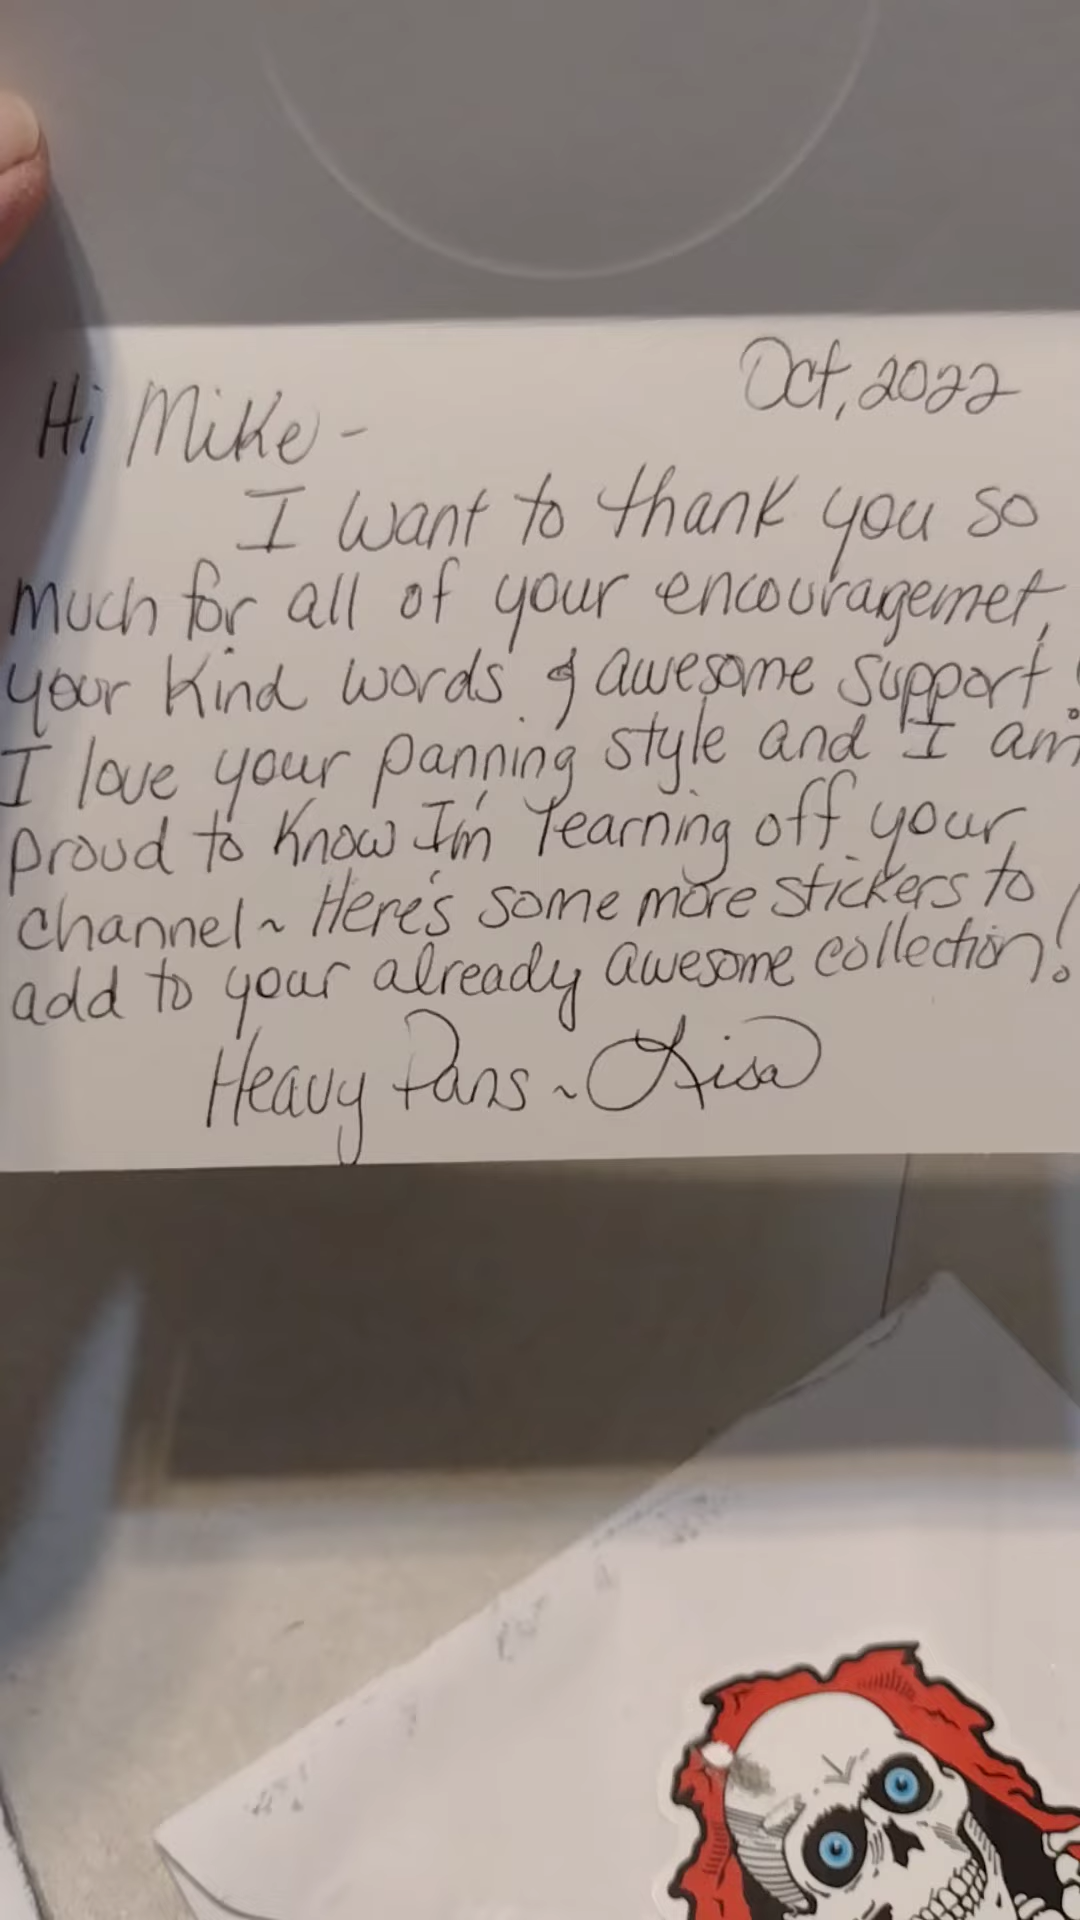 Oct, 2022
Hi Mike -
I want to thank you so
much for all of your encouragemet,
your kind words & awesome support!
I love your panning style and I am
proud to know I'm learning off your
channel ~ Here's some more stickers to
add to your already awesome collection!
Heavy Pans ~ Lisa